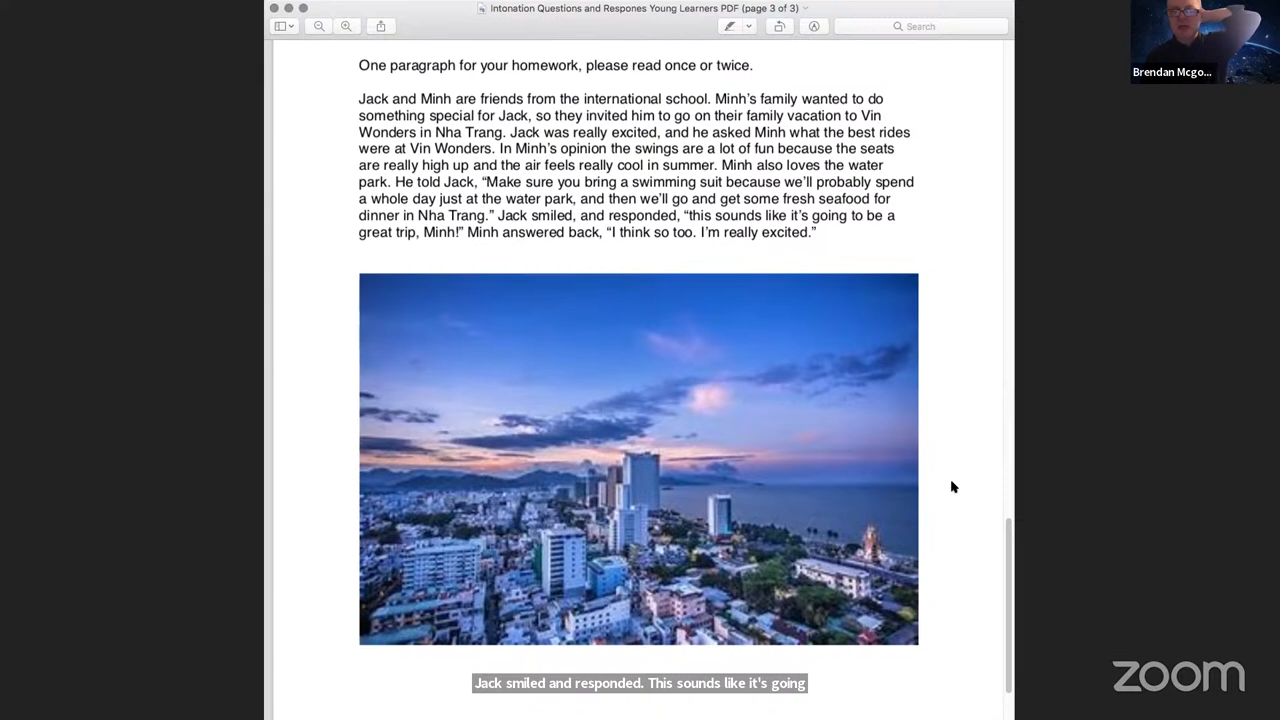 Intonation Questions and Respones Young Learners PDF (page 3 of 3)
Search
Brendan Mcgo...
One paragraph for your homework, please read once or twice.
Jack and Minh are friends from the international school. Minh's family wanted to do
something special for Jack, so they invited him to go on their family vacation to Vin
Wonders in Nha Trang. Jack was really excited, and he asked Minh what the best rides
were at Vin Wonders. In Minh's opinion the swings are a lot of fun because the seats
are really high up and the air feels really cool in summer. Minh also loves the water
park. He told Jack, “Make sure you bring a swimming suit because we'll probably spend
a whole day just at the water park, and then we'll go and get some fresh seafood for
dinner in Nha Trang.” Jack smiled, and responded, “this sounds like it's going to be a
great trip, Minh!” Minh answered back, “I think so too. I'm really excited.”
Jack smiled and responded. This sounds like it's going
zoom